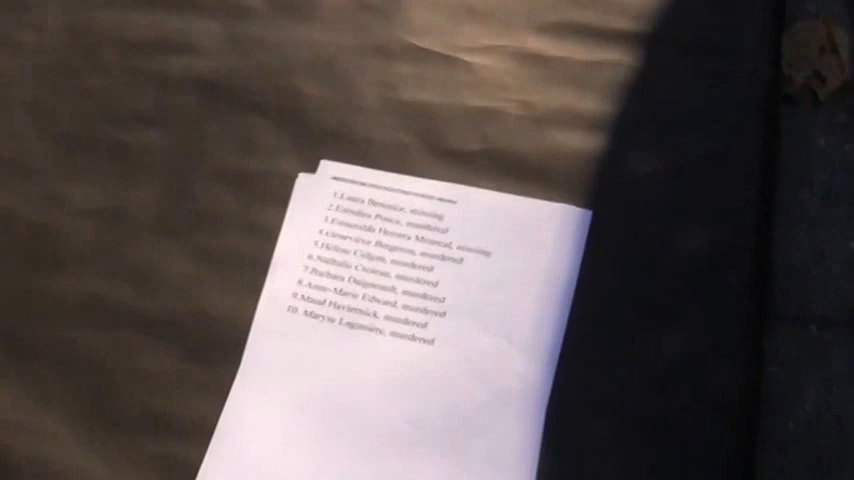 1.Laura Berenice, missing
2.Esmeralda Ponce, murdered
3.Esmeralda Herrera Monreal, missing
4.Geneviève Bergeron, murdered
5.Hélène Colgan, murdered
6.Nathalie Croteau, murdered
7.Barbara Daigneault, murdered
8.Anne-Marie Edward, murdered
9.Maud Haviernick, murdered
10. Maryse Laganière, murdered